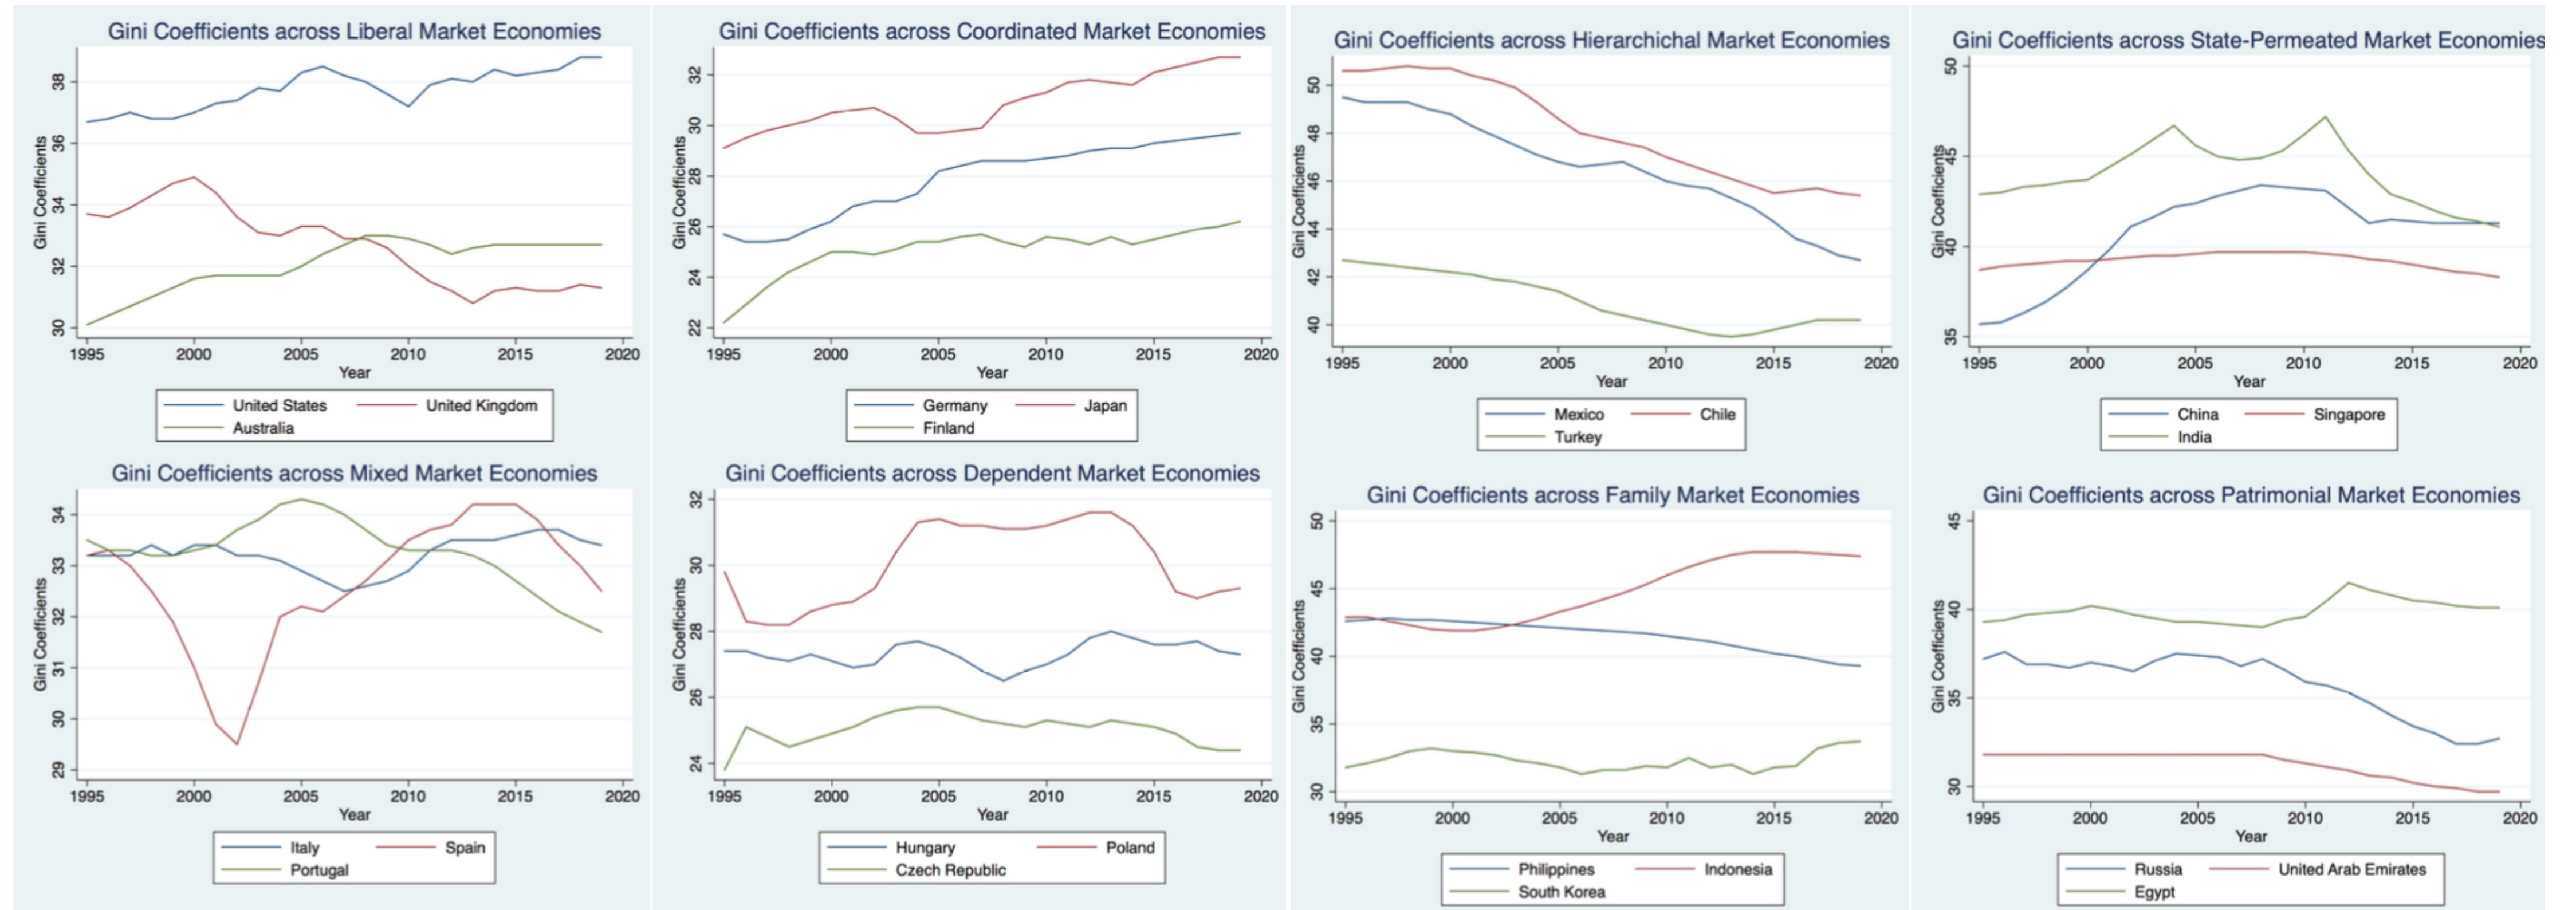 Gini Coefficients across Liberal Market Economies
Gini Coefficients
38
36
34
32
30
1995 2000 2005 2010 2015 2020
Year
United States United Kingdom
Australia
Gini Coefficients across Coordinated Market Economies
Gini Coefficients
32
30
28
26
24
22
1995 2000 2005 2010 2015 2020
Year
Germany Japan
Finland
Gini Coefficients across Hierarchichal Market Economies
Gini Coefficients
50
48
46
44
42
40
1995 2000 2005 2010 2015 2020
Year
Mexico Chile
Turkey
Gini Coefficients across State-Permeated Market Economies
Gini Coefficients
50
45
40
35
1995 2000 2005 2010 2015 2020
Year
China Singapore
India
Gini Coefficients across Mixed Market Economies
Gini Coefficients
34
33
32
31
30
29
1995 2000 2005 2010 2015 2020
Year
Italy Spain
Portugal
Gini Coefficients across Dependent Market Economies
Gini Coefficients
32
30
28
26
24
1995 2000 2005 2010 2015 2020
Year
Hungary Poland
Czech Republic
Gini Coefficients across Family Market Economies
Gini Coefficients
50
45
40
35
30
1995 2000 2005 2010 2015 2020
Year
Philippines Indonesia
South Korea
Gini Coefficients across Patrimonial Market Economies
Gini Coefficients
45
40
35
30
1995 2000 2005 2010 2015 2020
Year
Russia United Arab Emirates
Egypt